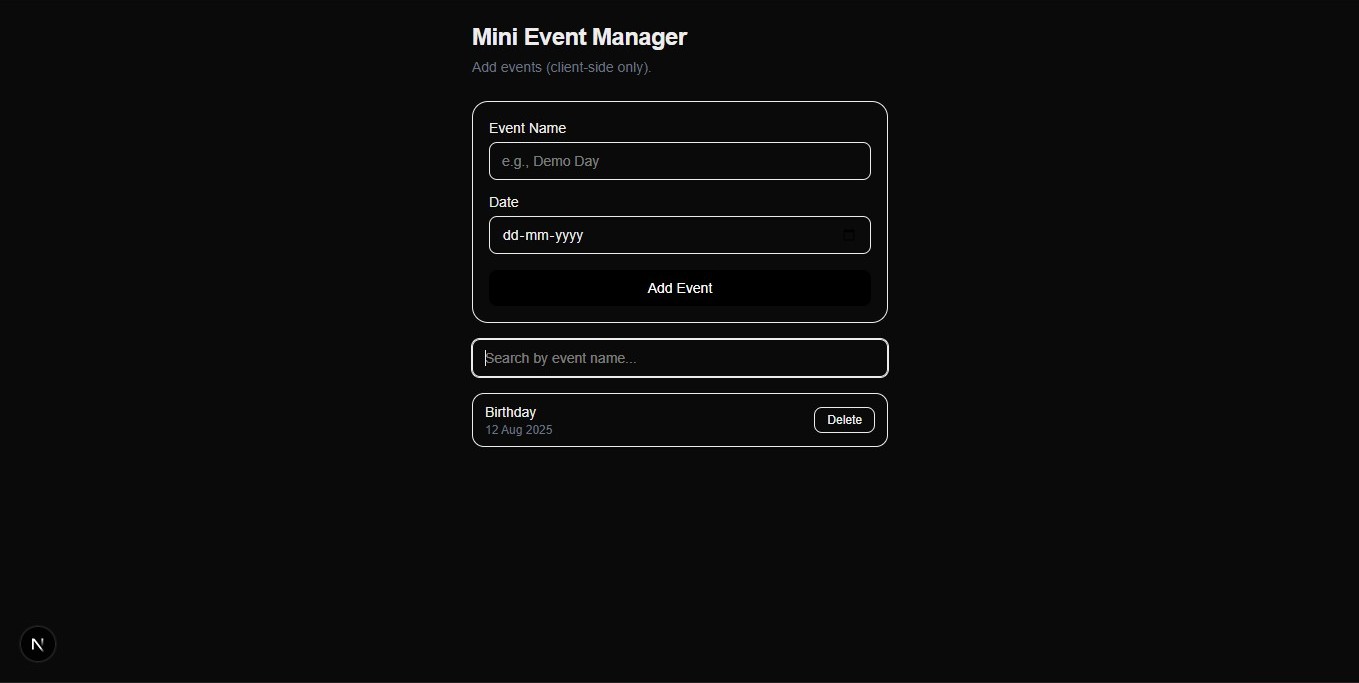 Mini Event Manager
Add events (client-side only).
Event Name
e.g., Demo Day
Date
dd-mm-yyyy
Add Event
Search by event name...
Birthday
12 Aug 2025
Delete
N